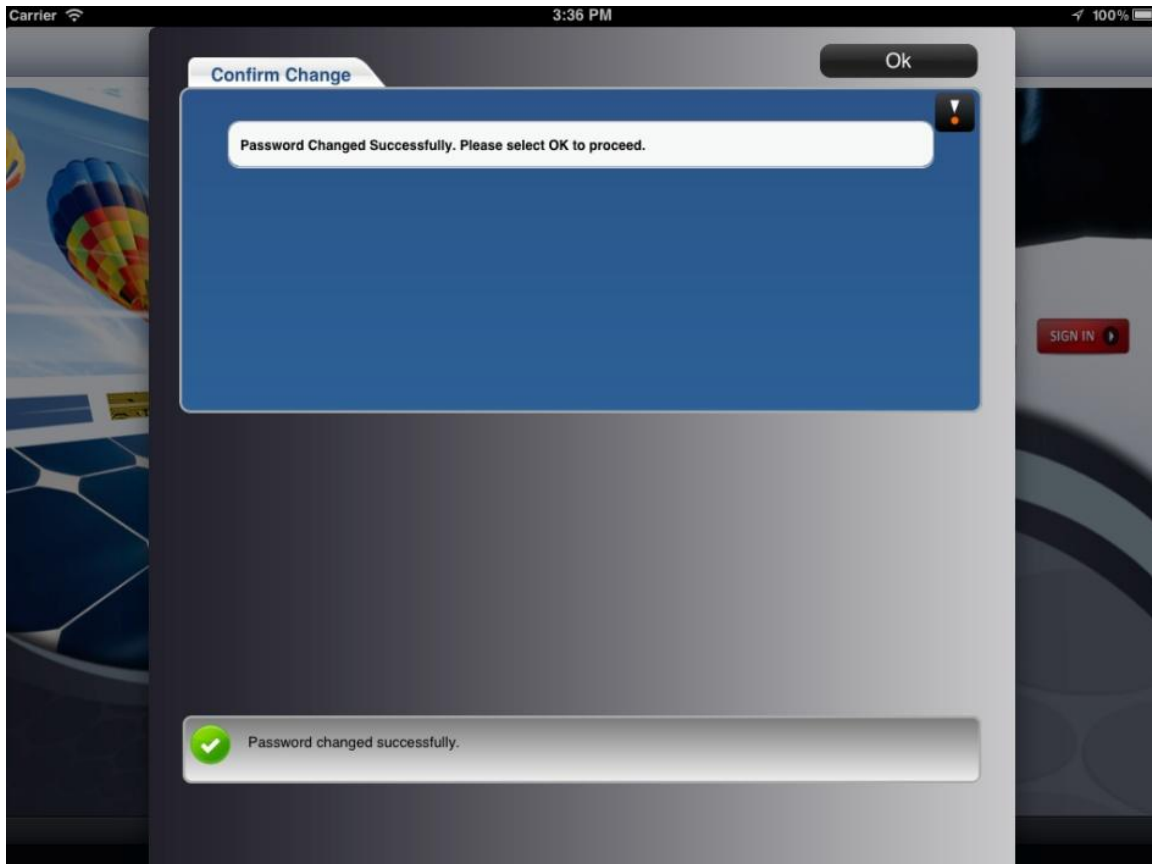 Carrier 3:36 PM 100%
Ok
Confirm Change
Password Changed Successfully. Please select OK to proceed.
SIGN IN
Password changed successfully.